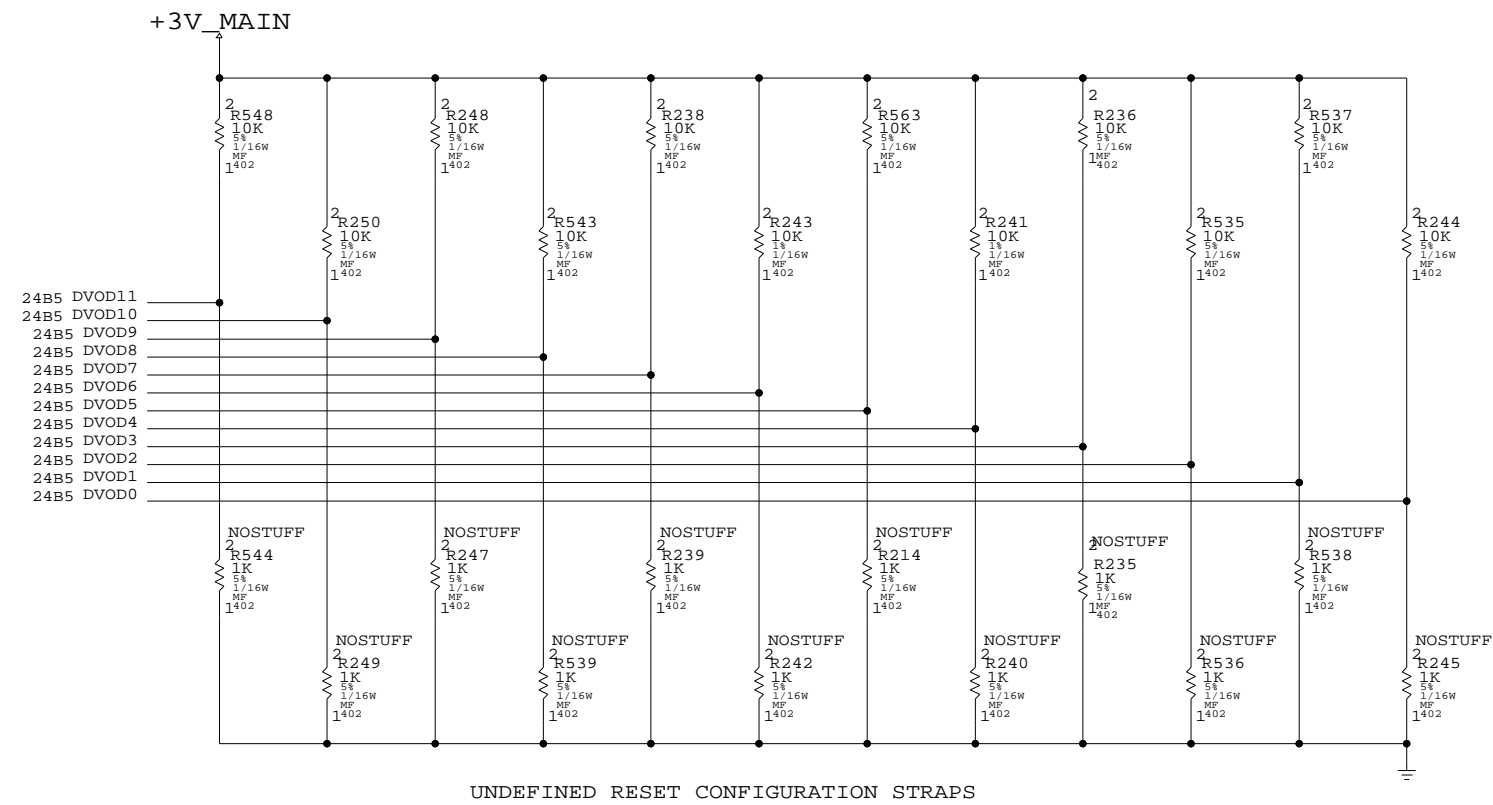 +3V_MAIN
2
R548
10K
5%
1/16W
MF
402
1
2
R248
10K
5%
1/16W
MF
402
1
2
R238
10K
5%
1/16W
MF
402
1
2
R563
10K
5%
1/16W
MF
402
1
2
R236
10K
5%
1/16W
MF
402
1
2
R537
10K
5%
1/16W
MF
402
1
2
R250
10K
5%
1/16W
MF
402
1
2
R543
10K
5%
1/16W
MF
402
1
2
R243
10K
1%
1/16W
MF
402
1
2
R241
10K
1%
1/16W
MF
402
1
2
R535
10K
5%
1/16W
MF
402
1
2
R244
10K
5%
1/16W
MF
402
1
24B5 DVOD11
24B5 DVOD10
24B5 DVOD9
24B5 DVOD8
24B5 DVOD7
24B5 DVOD6
24B5 DVOD5
24B5 DVOD4
24B5 DVOD3
24B5 DVOD2
24B5 DVOD1
24B5 DVOD0
NOSTUFF
2
R544
1K
5%
1/16W
MF
402
1
NOSTUFF
2
R247
1K
5%
1/16W
MF
402
1
NOSTUFF
2
R239
1K
5%
1/16W
MF
402
1
NOSTUFF
2
R214
1K
5%
1/16W
MF
402
1
NOSTUFF
2
R235
1K
5%
1/16W
MF
402
1
NOSTUFF
2
R538
1K
5%
1/16W
MF
402
1
NOSTUFF
2
R249
1K
5%
1/16W
MF
402
1
NOSTUFF
2
R539
1K
5%
1/16W
MF
402
1
NOSTUFF
2
R242
1K
5%
1/16W
MF
402
1
NOSTUFF
2
R240
1K
5%
1/16W
MF
402
1
NOSTUFF
2
R536
1K
5%
1/16W
MF
402
1
NOSTUFF
2
R245
1K
5%
1/16W
MF
402
1
UNDEFINED RESET CONFIGURATION STRAPS